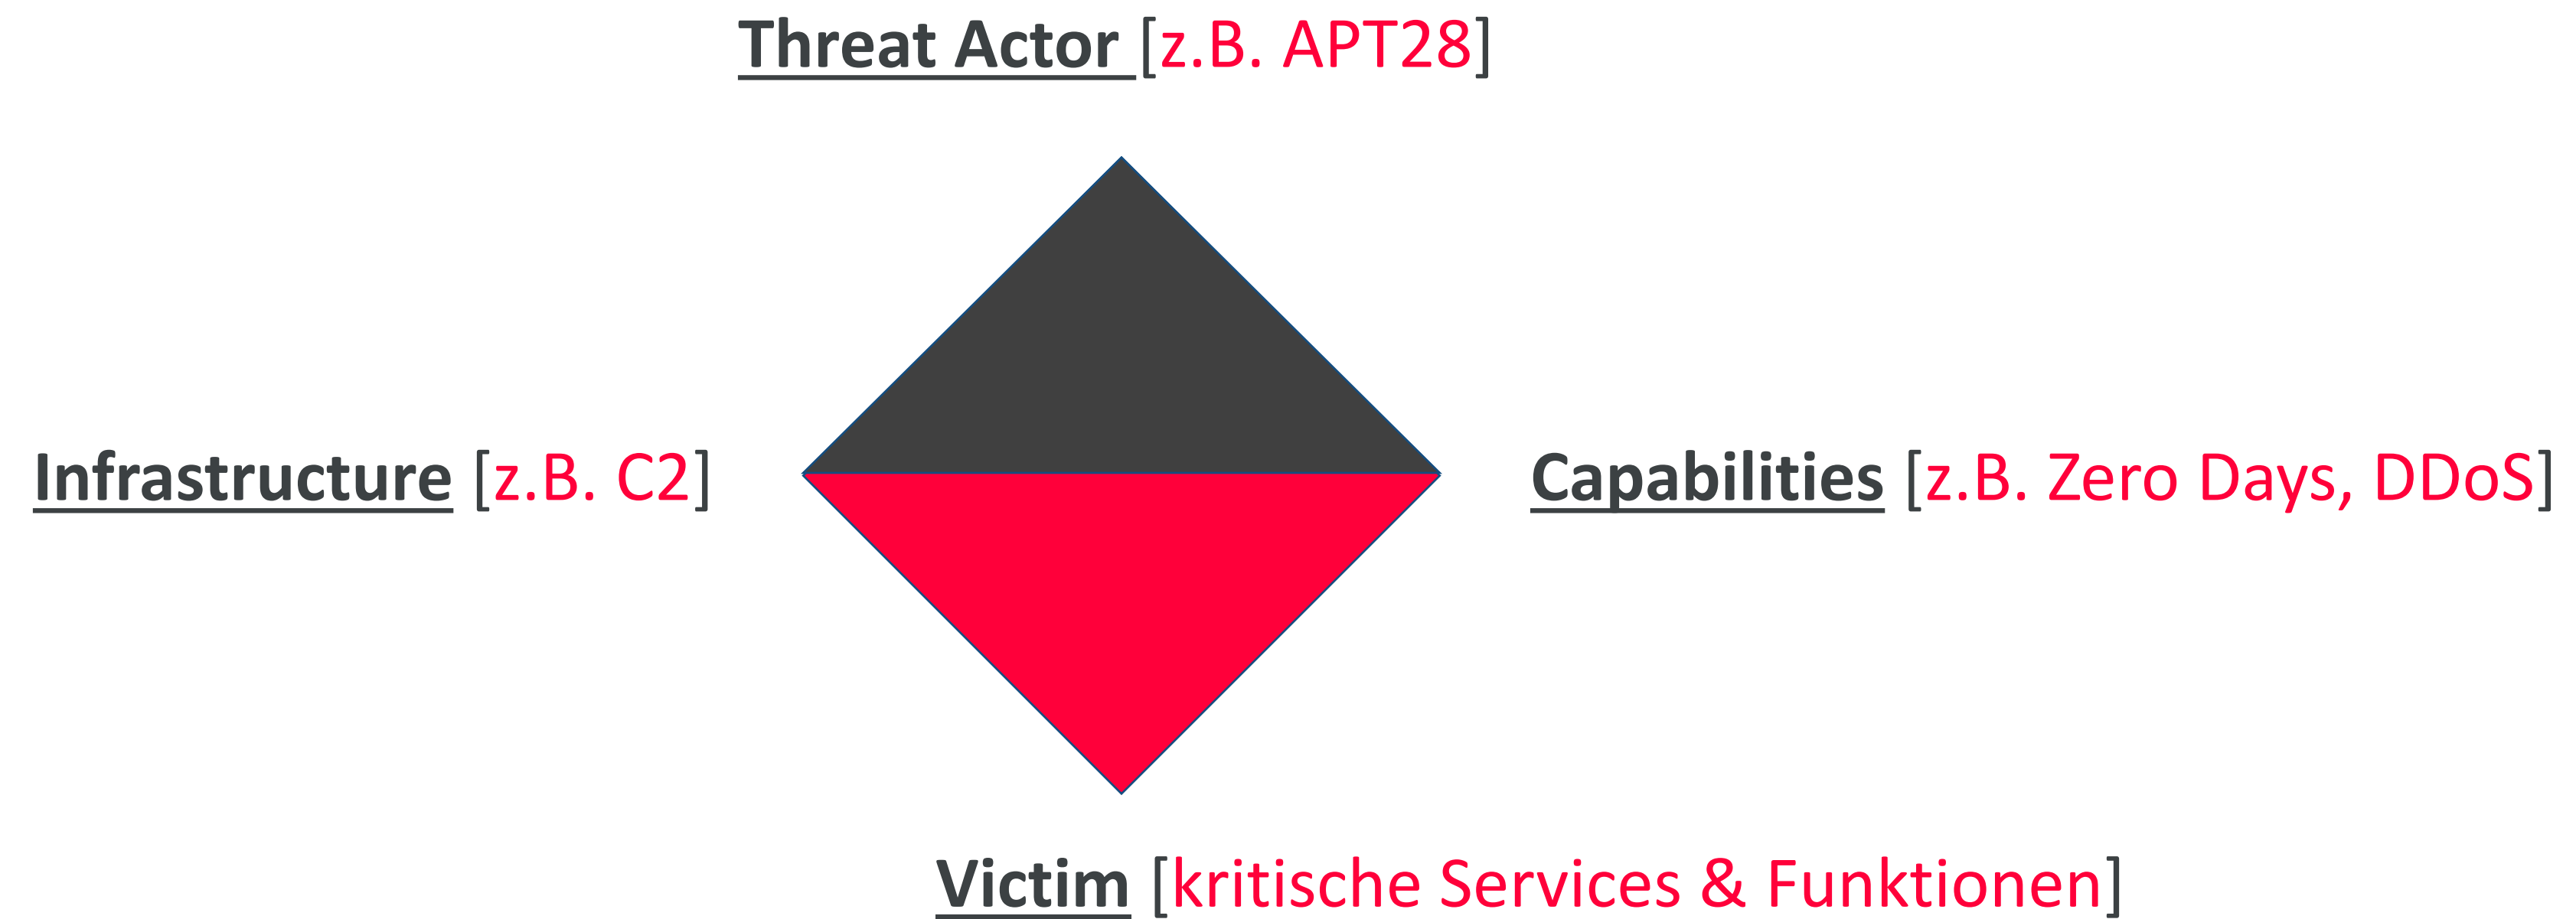 Threat Actor [z.B. APT28]
Infrastructure [z.B. C2]
Capabilities [z.B. Zero Days, DDoS]
Victim [kritische Services & Funktionen]